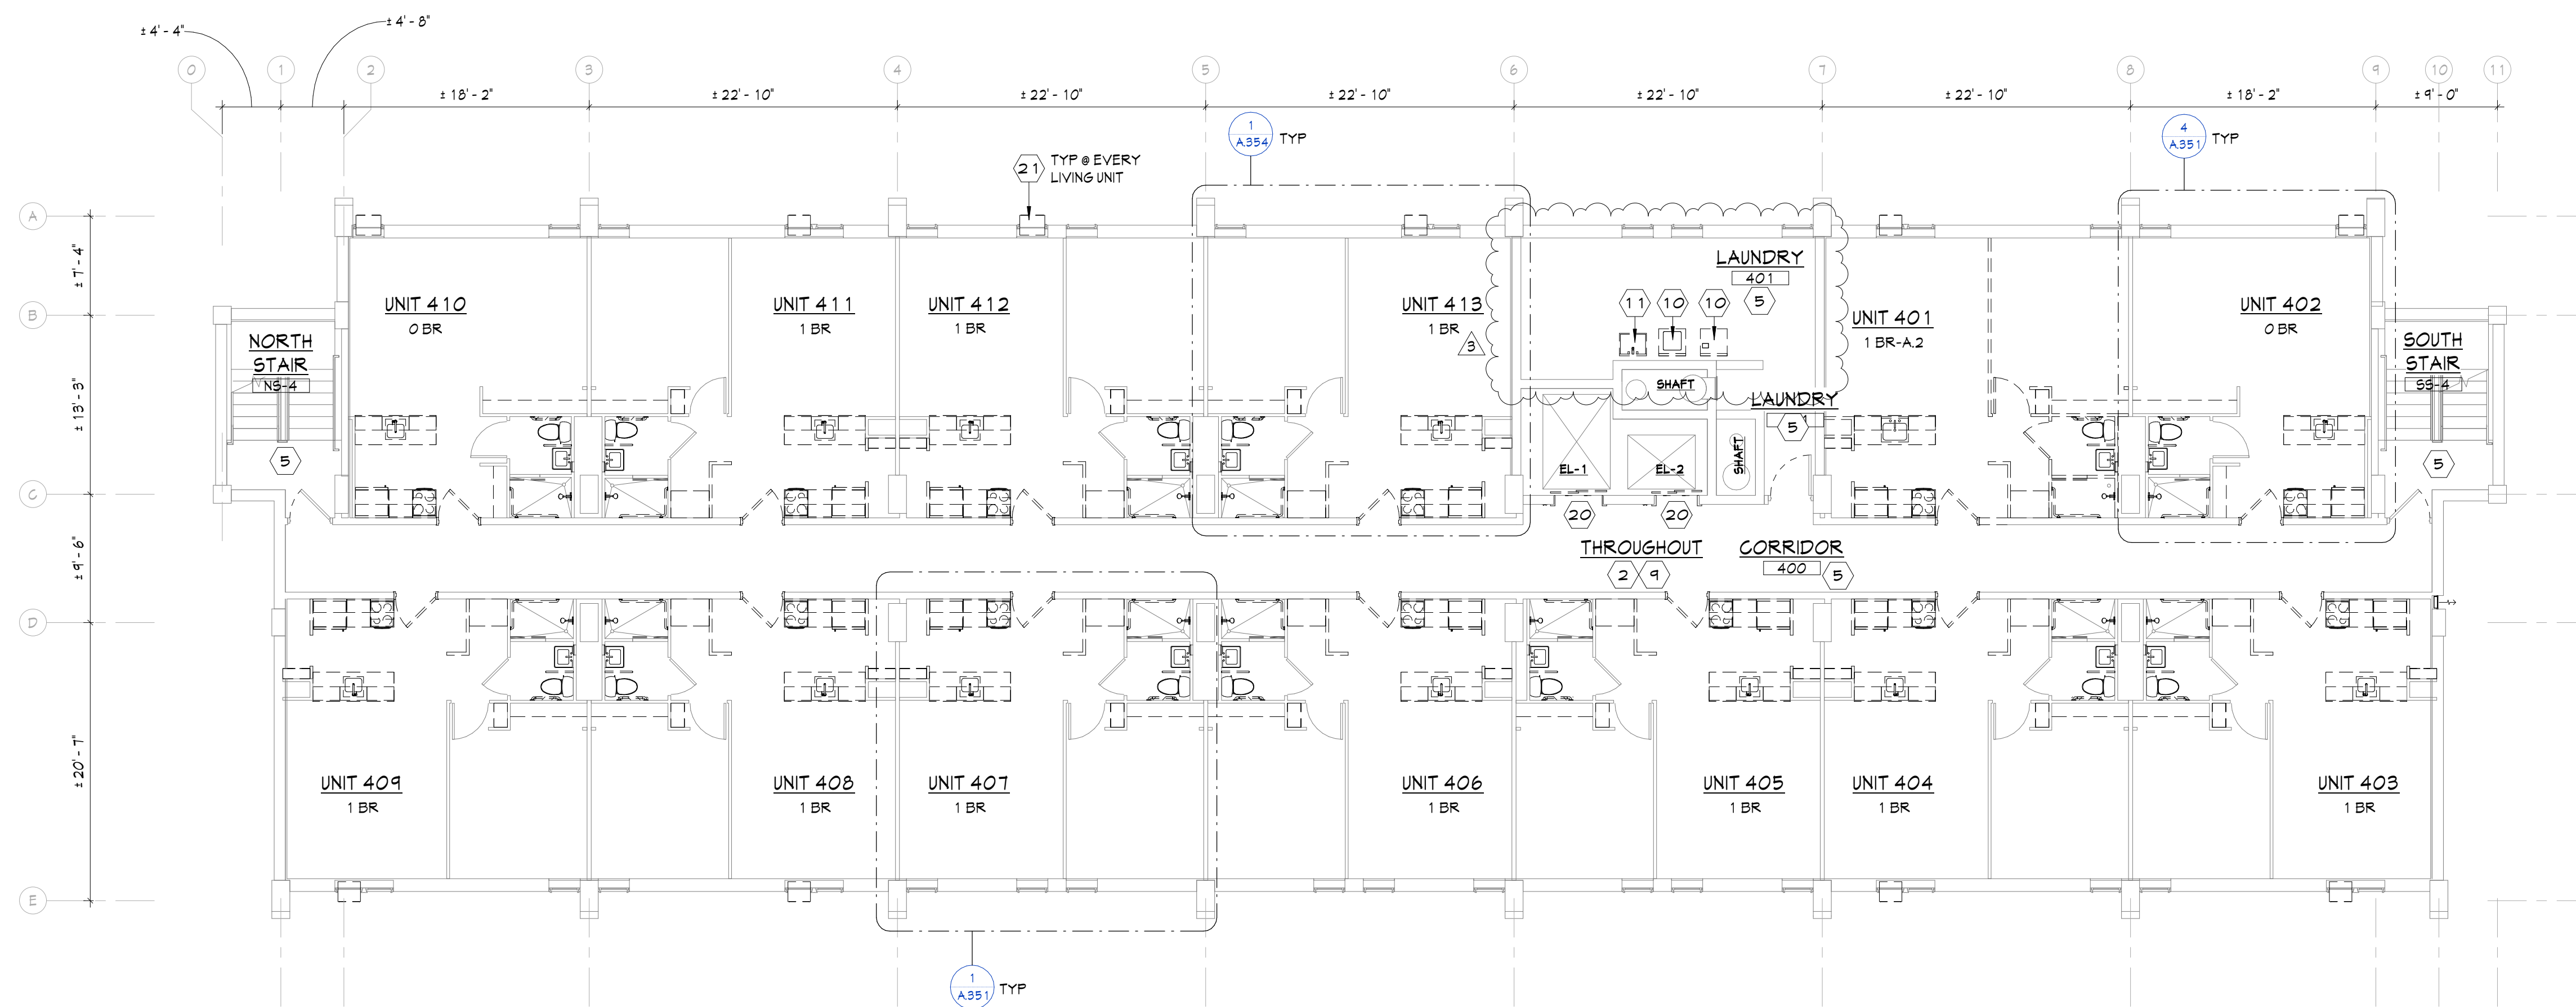 ± 4' - 4"
± 4' - 8"
0
1
2
3
4
5
6
7
8
9
10
11
± 18' - 2"
± 22' - 10"
± 22' - 10"
± 22' - 10"
± 22' - 10"
± 22' - 10"
± 18' - 2"
± 9' - 0"
1
A.354
TYP
4
A.351
TYP
21
TYP @ EVERY
LIVING UNIT
A
B
C
D
E
± 7' - 4"
± 13' - 3"
± 9' - 6"
± 20' - 7"
NORTH
STAIR
NS-4
5
UNIT 410
0 BR
UNIT 411
1 BR
UNIT 412
1 BR
UNIT 413
1 BR
3
LAUNDRY
401
5
11
10
10
SHAFT
LAUNDRY
5
SHAFT
EL-1
EL-2
20
20
UNIT 401
1 BR-A.2
UNIT 402
0 BR
SOUTH
STAIR
SS-4
5
THROUGHOUT
2
9
CORRIDOR
400
5
UNIT 409
1 BR
UNIT 408
1 BR
UNIT 407
1 BR
UNIT 406
1 BR
UNIT 405
1 BR
UNIT 404
1 BR
UNIT 403
1 BR
1
A.351
TYP